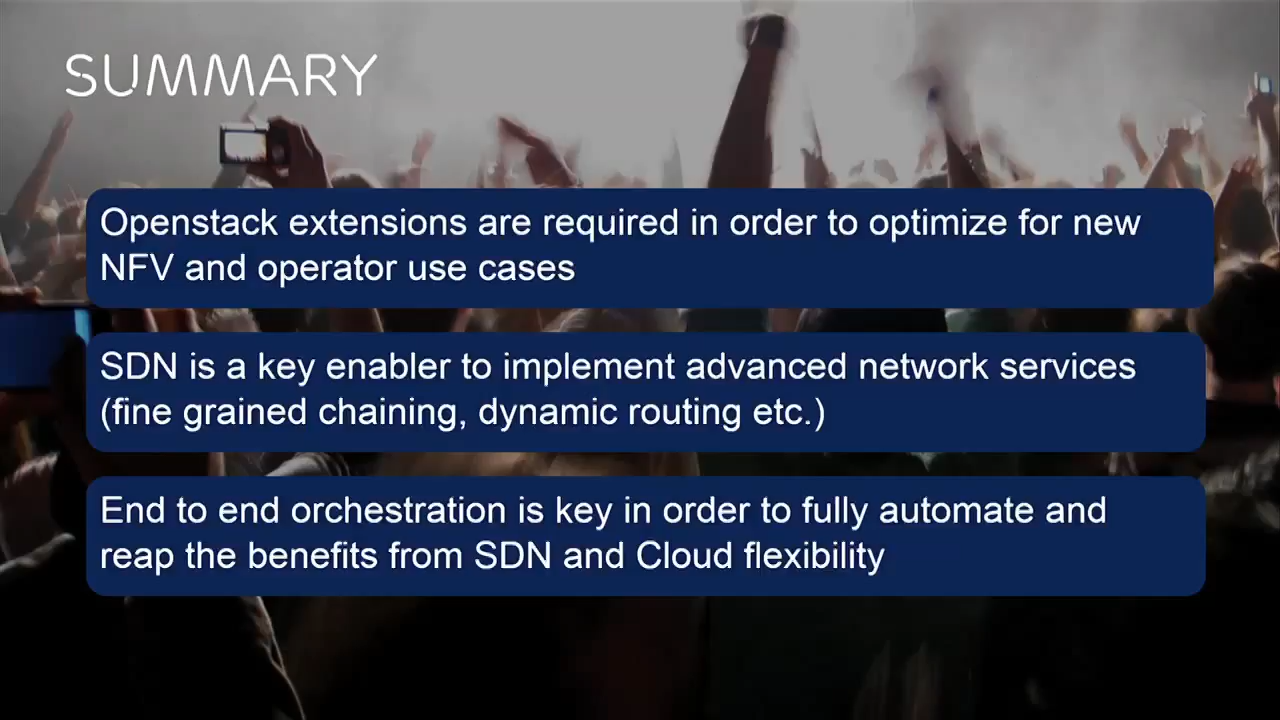 SUMMARY
Openstack extensions are required in order to optimize for new
NFV and operator use cases
SDN is a key enabler to implement advanced network services
(fine grained chaining, dynamic routing etc.)
End to end orchestration is key in order to fully automate and
reap the benefits from SDN and Cloud flexibility